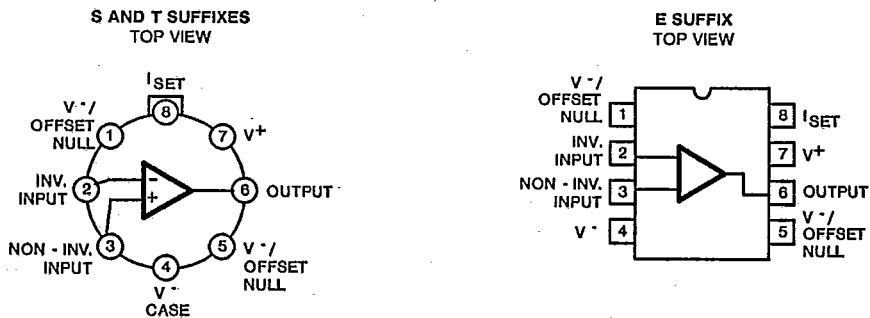 S AND T SUFFIXES
TOP VIEW
I SET
8
V - /
OFFSET
NULL
1
7
V+
INV.
INPUT
2
-
+
6
OUTPUT
NON - INV.
INPUT
3
5
V - /
OFFSET
NULL
4
V -
CASE
E SUFFIX
TOP VIEW
V - /
OFFSET
NULL
1
8
I SET
INV.
INPUT
2
7
V+
NON - INV.
INPUT
3
6
OUTPUT
V -
4
5
V - /
OFFSET
NULL